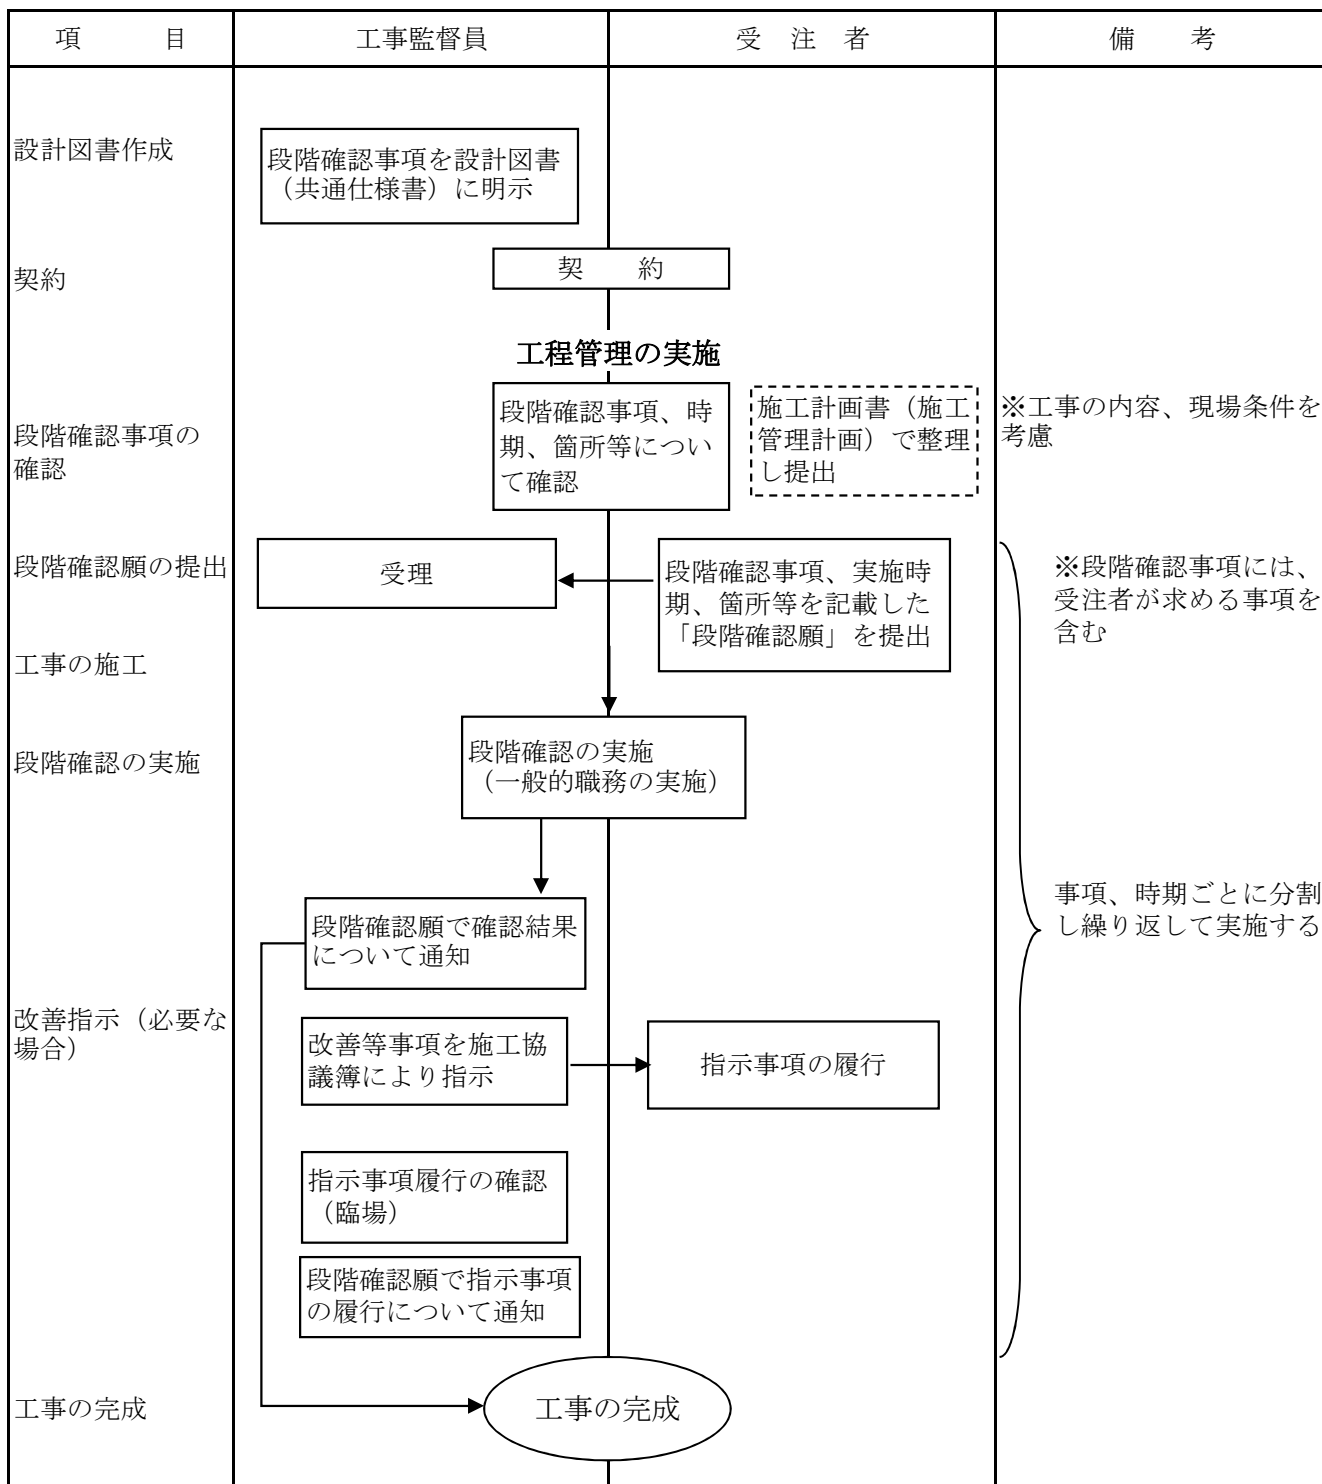 項　　目
工事監督員
受　注　者
備　　考
設計図書作成
段階確認事項を設計図書
（共通仕様書）に明示
契約
契　　約
工程管理の実施
段階確認事項の
確認
段階確認事項、時
期、箇所等につい
て確認
施工計画書（施工
管理計画）で整理
し提出
※工事の内容、現場条件を
考慮
段階確認願の提出
受理
段階確認事項、実施時
期、箇所等を記載した
「段階確認願」を提出
※段階確認事項には、
受注者が求める事項を
含む
工事の施工
段階確認の実施
段階確認の実施
（一般的職務の実施）
段階確認願で確認結果
について通知
事項、時期ごとに分割
し繰り返して実施する
改善指示（必要な
場合）
改善等事項を施工協
議簿により指示
指示事項の履行
指示事項履行の確認
（臨場）
段階確認願で指示事項
の履行について通知
工事の完成
工事の完成